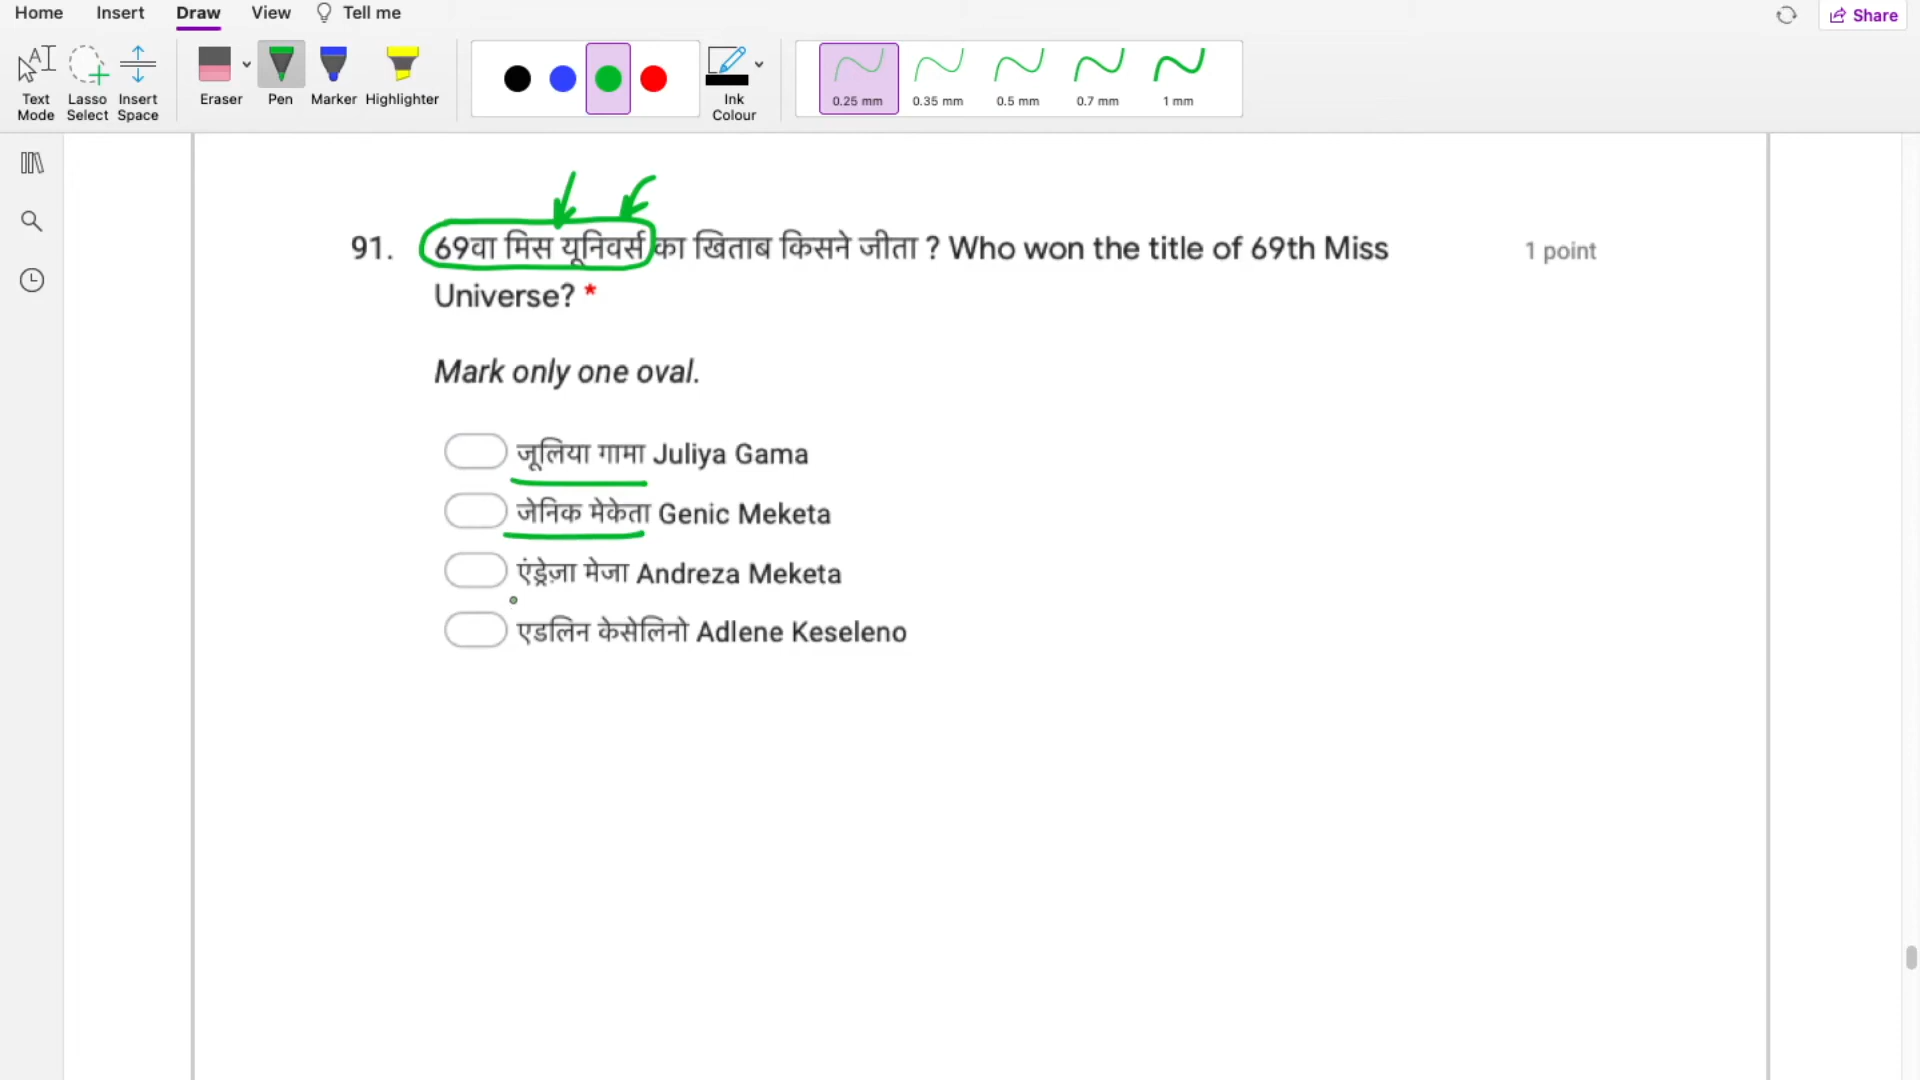 Home Insert Draw View Tell me Share
Text Mode Lasso Select Insert Space Eraser Pen Marker Highlighter Ink Colour 0.25 mm 0.35 mm 0.5 mm 0.7 mm 1 mm
91. 69वा मिस यूनिवर्स का खिताब किसने जीता ? Who won the title of 69th Miss 1 point
Universe? *
Mark only one oval.
जूलिया गामा Juliya Gama
जेनिक मेकेता Genic Meketa
एंड्रेज़ा मेजा Andreza Meketa
एडलिन केसेलिनो Adlene Keseleno